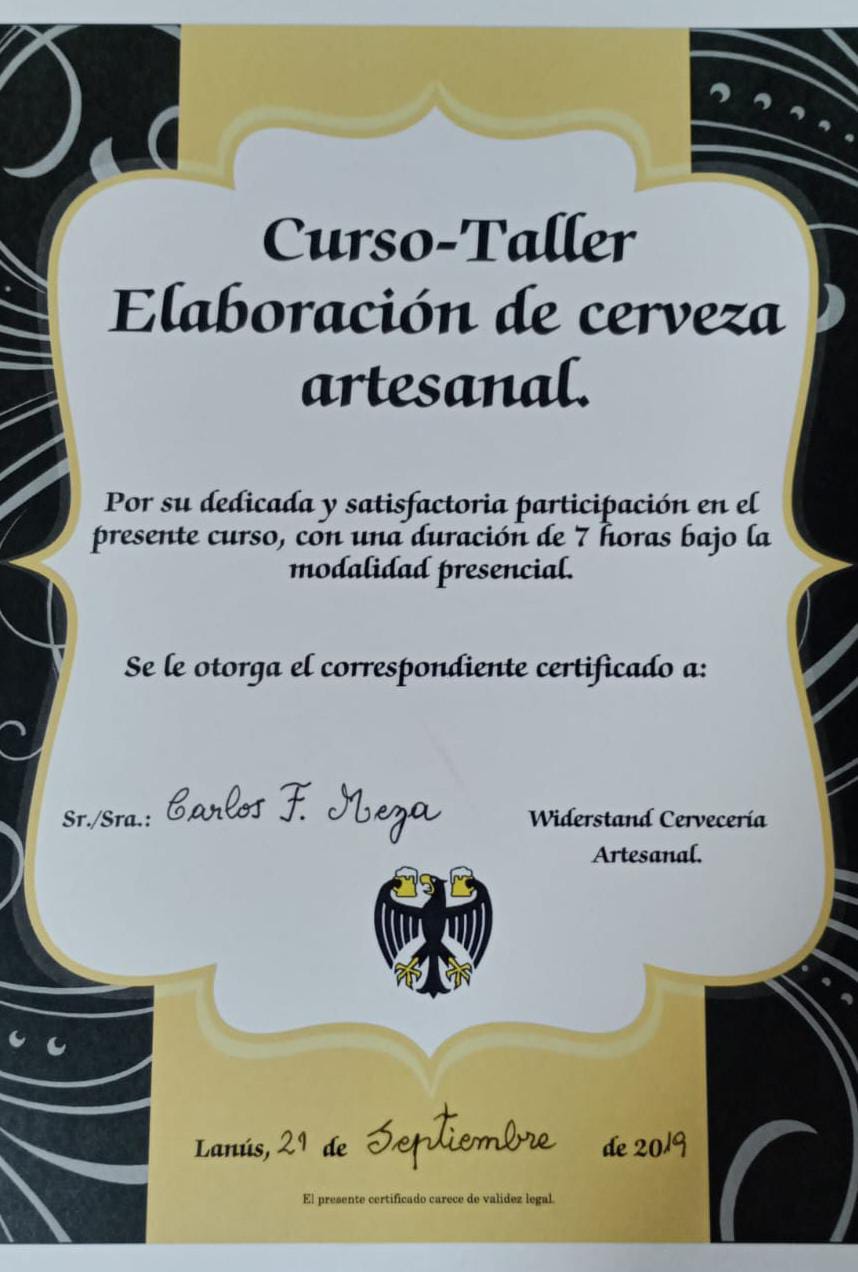 Curso-Taller
Elaboración de cerveza
artesanal.
Por su dedicada y satisfactoria participación en el
presente curso, con una duración de 7 horas bajo la
modalidad presencial.
Se le otorga el correspondiente certificado a:
Sr./Sra.: Carlos F. Meza
Widerstand Cervecería
Artesanal.
Lanús, 21 de Septiembre de 2019
El presente certificado carece de validez legal.